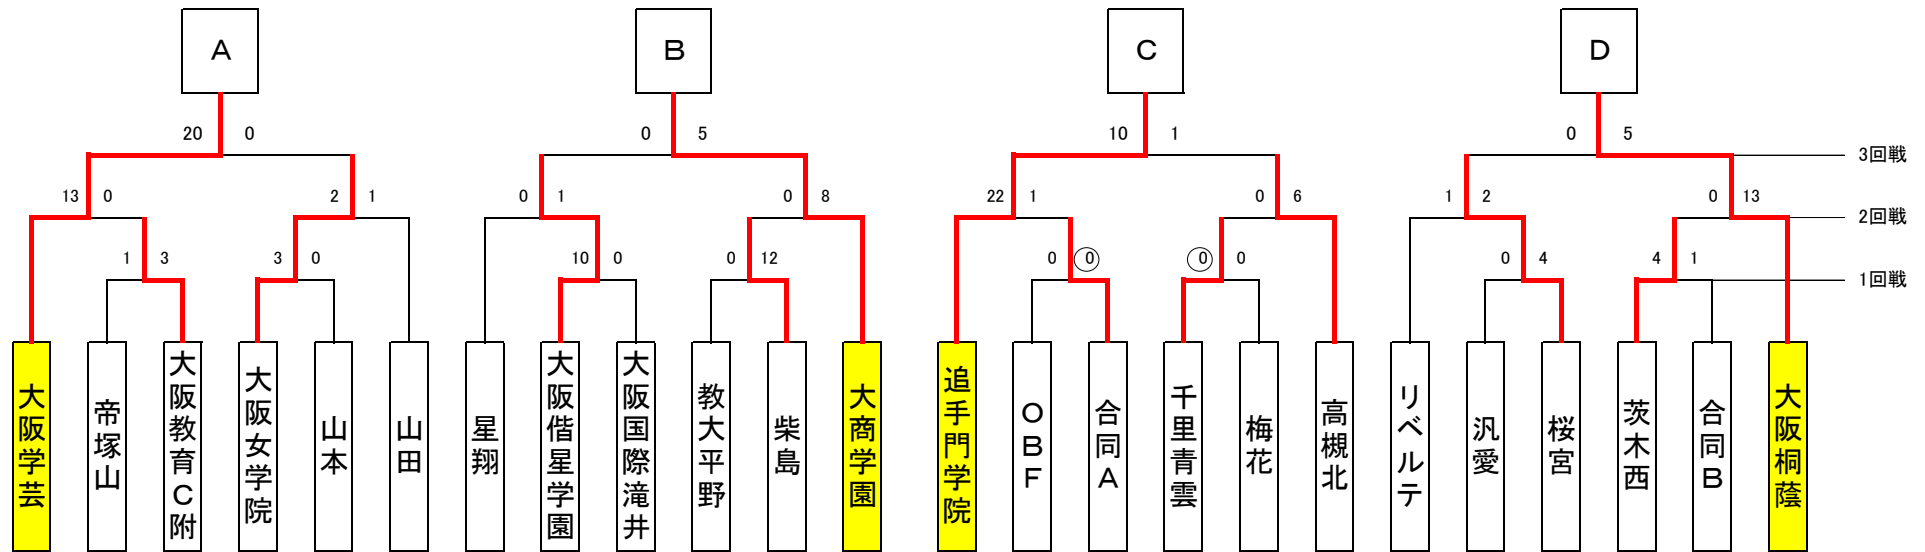 A
B
C
D
20 0
0 5
10 1
0 5
3回戦
13 0
2 1
0 1
0 8
22 1
0 6
1 2
0 13
2回戦
1 3
3 0
10 0
0 12
0 0
0 0
0 4
4 1
1回戦
大阪学芸
帝塚山
大阪教育C附
大阪女学院
山本
山田
星翔
大阪偕星学園
大阪国際滝井
教大平野
柴島
大商学園
追手門学院
OBF
合同A
千里青雲
梅花
高槻北
リベルテ
汎愛
桜宮
茨木西
合同B
大阪桐蔭